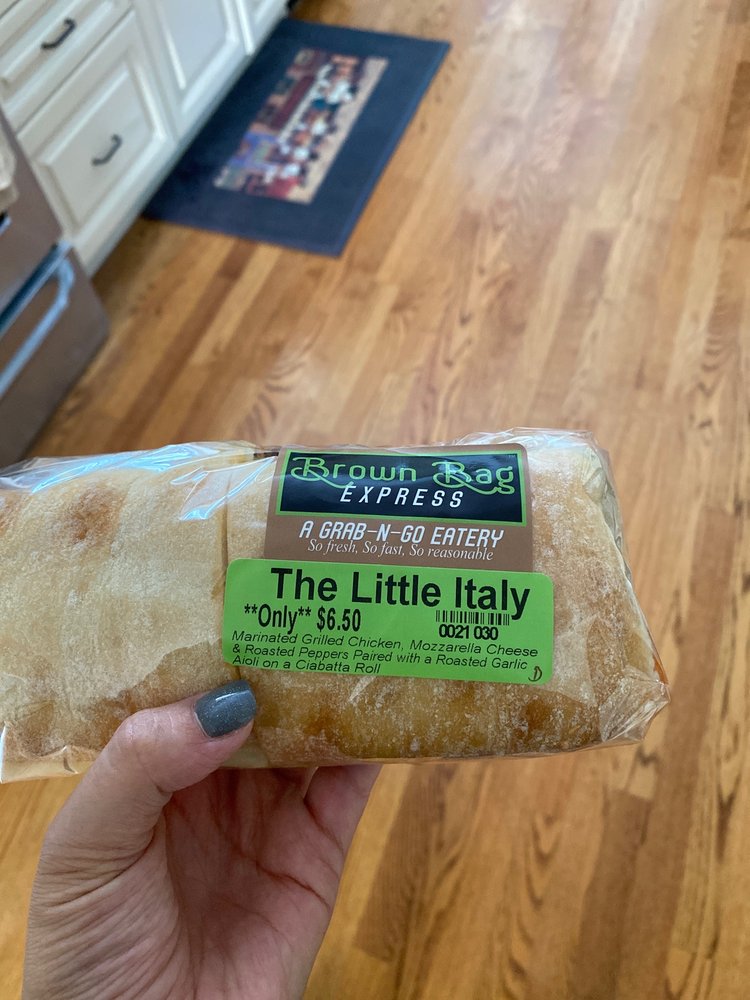 Brown Bag
EXPRESS
A GRAB-N-GO EATERY
So fresh, So fast, So reasonable
The Little Italy
**Only** $6.50
0021 030
Marinated Grilled Chicken, Mozzarella Cheese
& Roasted Peppers Paired with a Roasted Garlic
Aioli on a Ciabatta Roll
D